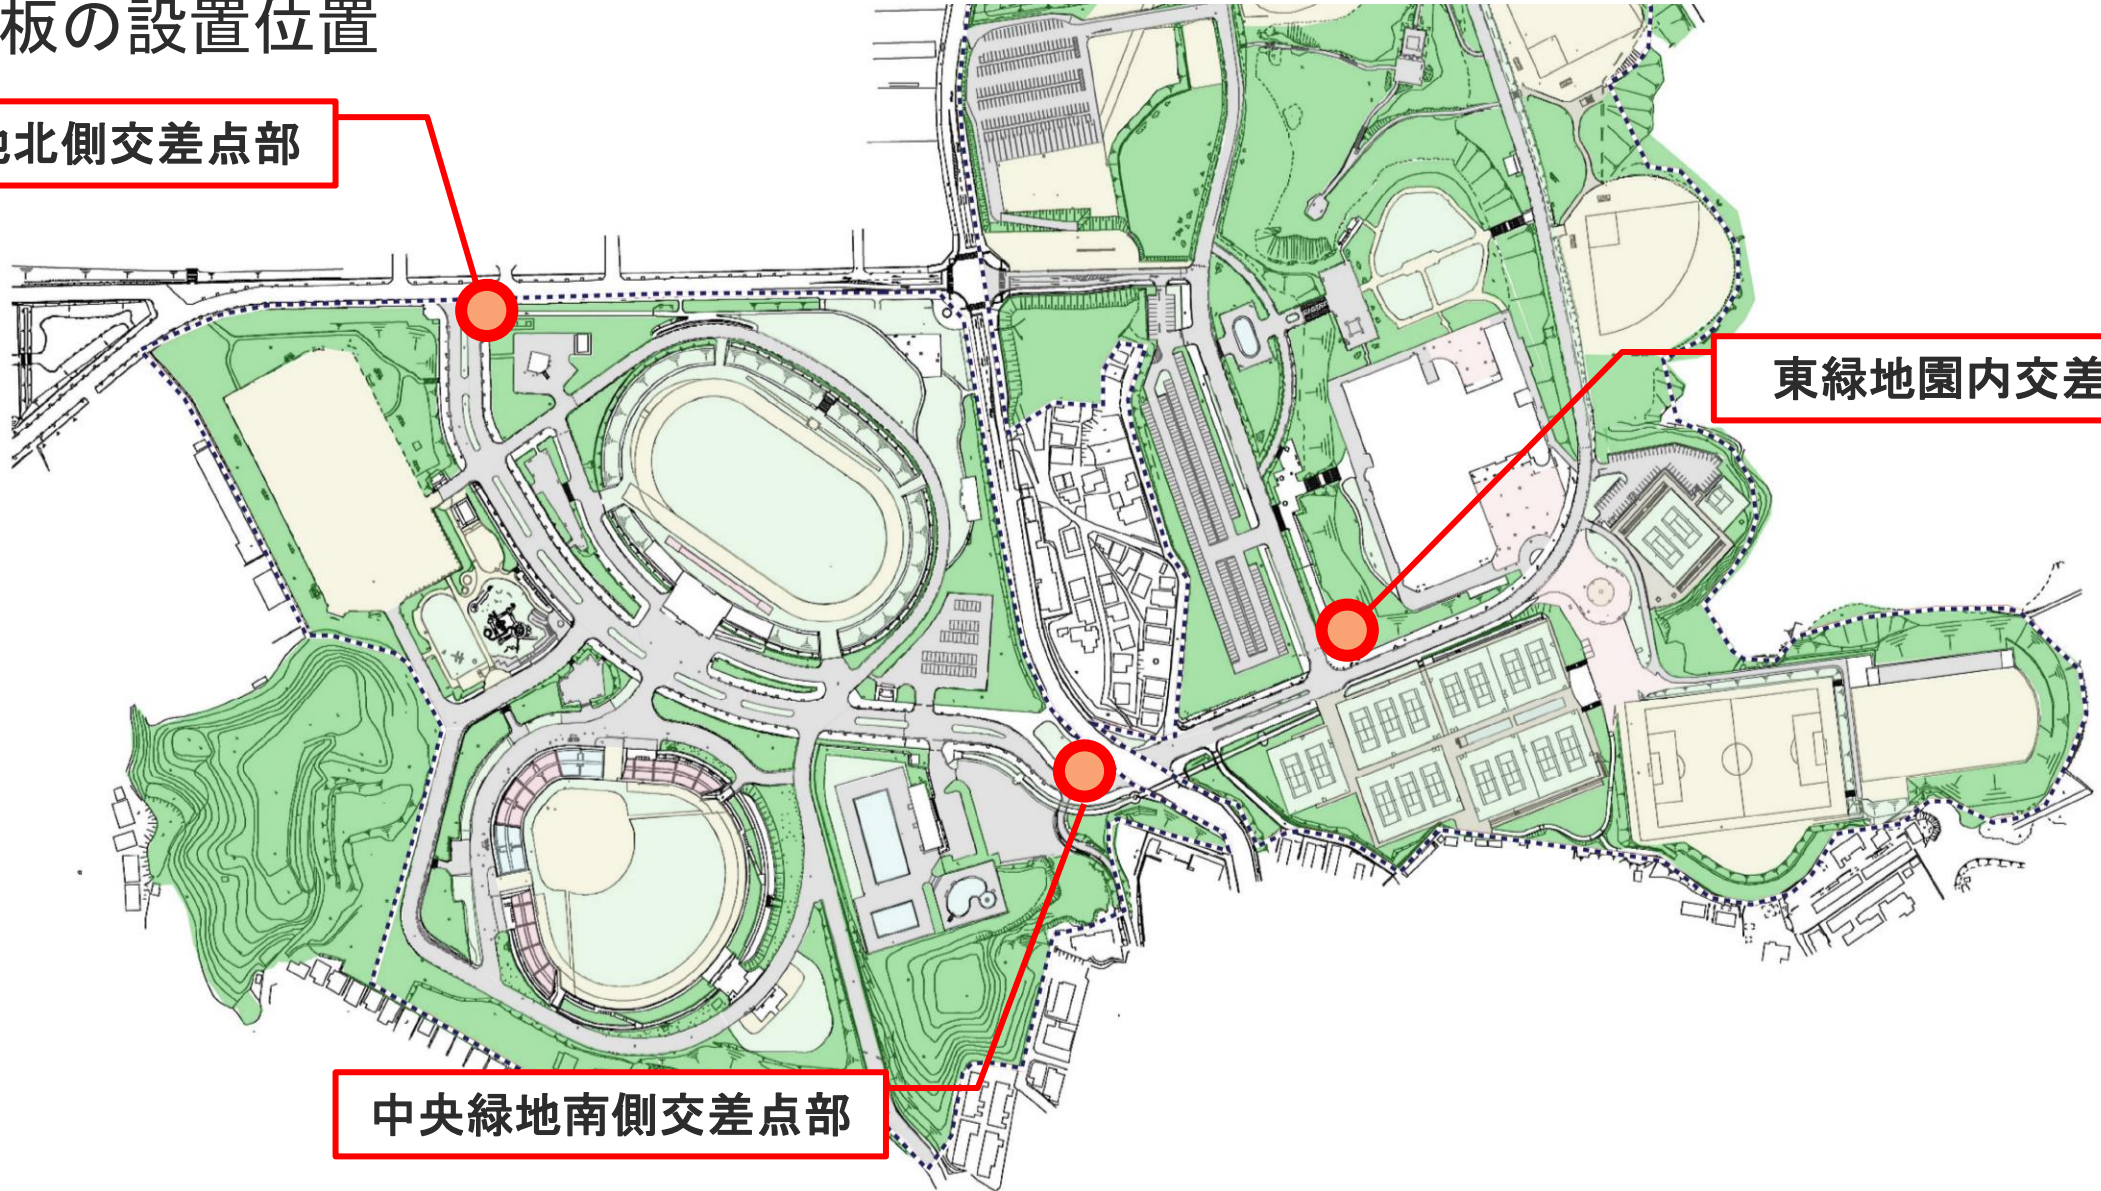 板の設置位置
地北側交差点部
東緑地園内交差
中央緑地南側交差点部